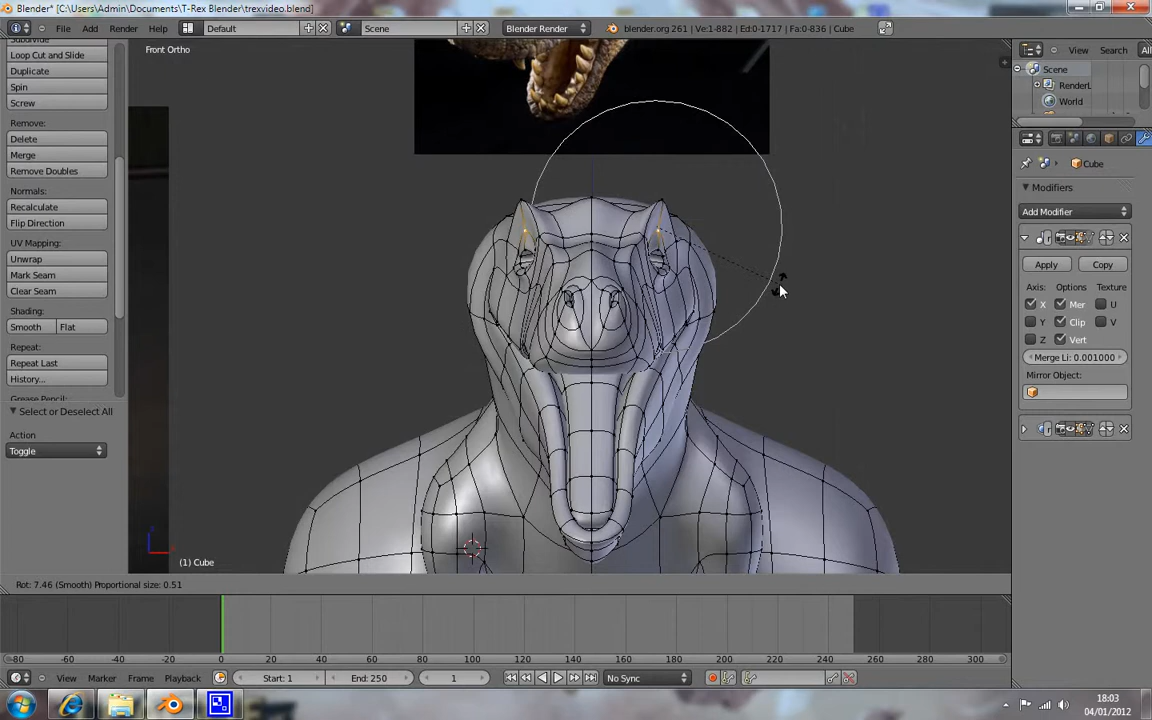 Blender* [C:\Users\Admin\Documents\T-Rex Blender\trexvideo.blend]
File Add Render Help Default Scene Blender Render blender.org 261 | Ve:1-882 | Ed:0-1717 | Fa:0-836 | Cube
Front Ortho
View Search All
Loop Cut and Slide
Duplicate
Spin
Screw
Remove:
Delete
Merge
Remove Doubles
Normals:
Recalculate
Flip Direction
UV Mapping:
Unwrap
Mark Seam
Clear Seam
Shading:
Smooth Flat
Repeat:
Repeat Last
History...
Select or Deselect All
Action
Toggle
Scene
RenderL
World
Cube
Modifiers
Add Modifier
Apply Copy
Axis: Options Texture
X Mer U
Y Clip V
Z Vert
Merge Li: 0.001000
Mirror Object:
(1) Cube
Rot: 7.46 (Smooth) Proportional size: 0.51
-80 -60 -40 -20 0 20 40 60 80 100 120 140 160 180 200 220 240 260 280 300
View Marker Frame Playback Start: 1 End: 250 1 No Sync
18:03
04/01/2012